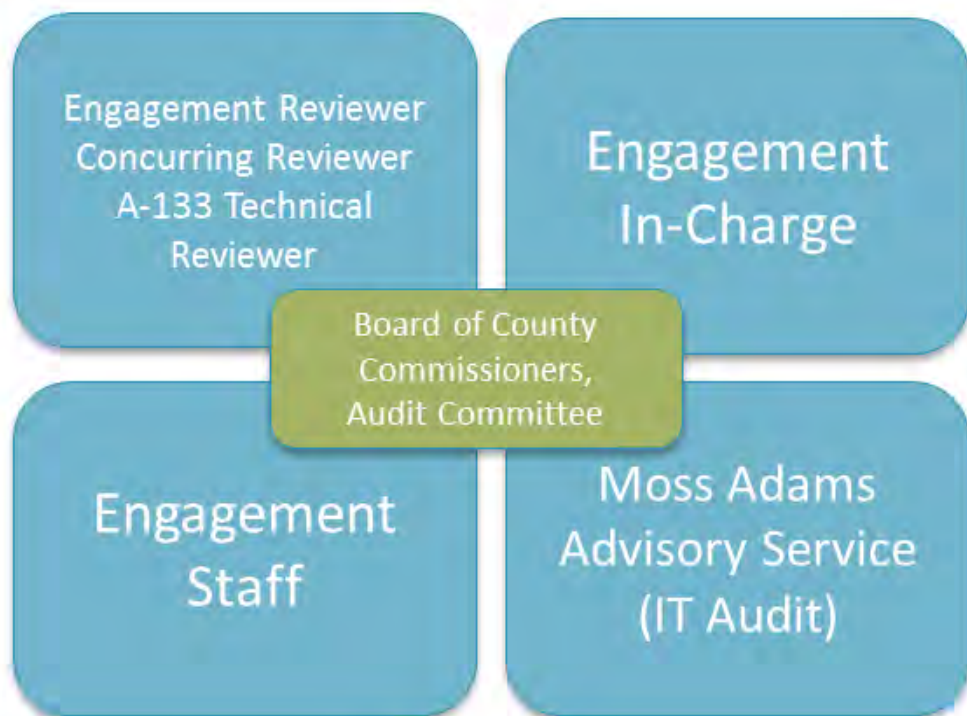 Engagement Reviewer
Concurring Reviewer
A-133 Technical
Reviewer
Engagement
In-Charge
Board of County
Commissioners,
Audit Committee
Engagement
Staff
Moss Adams
Advisory Service
(IT Audit)